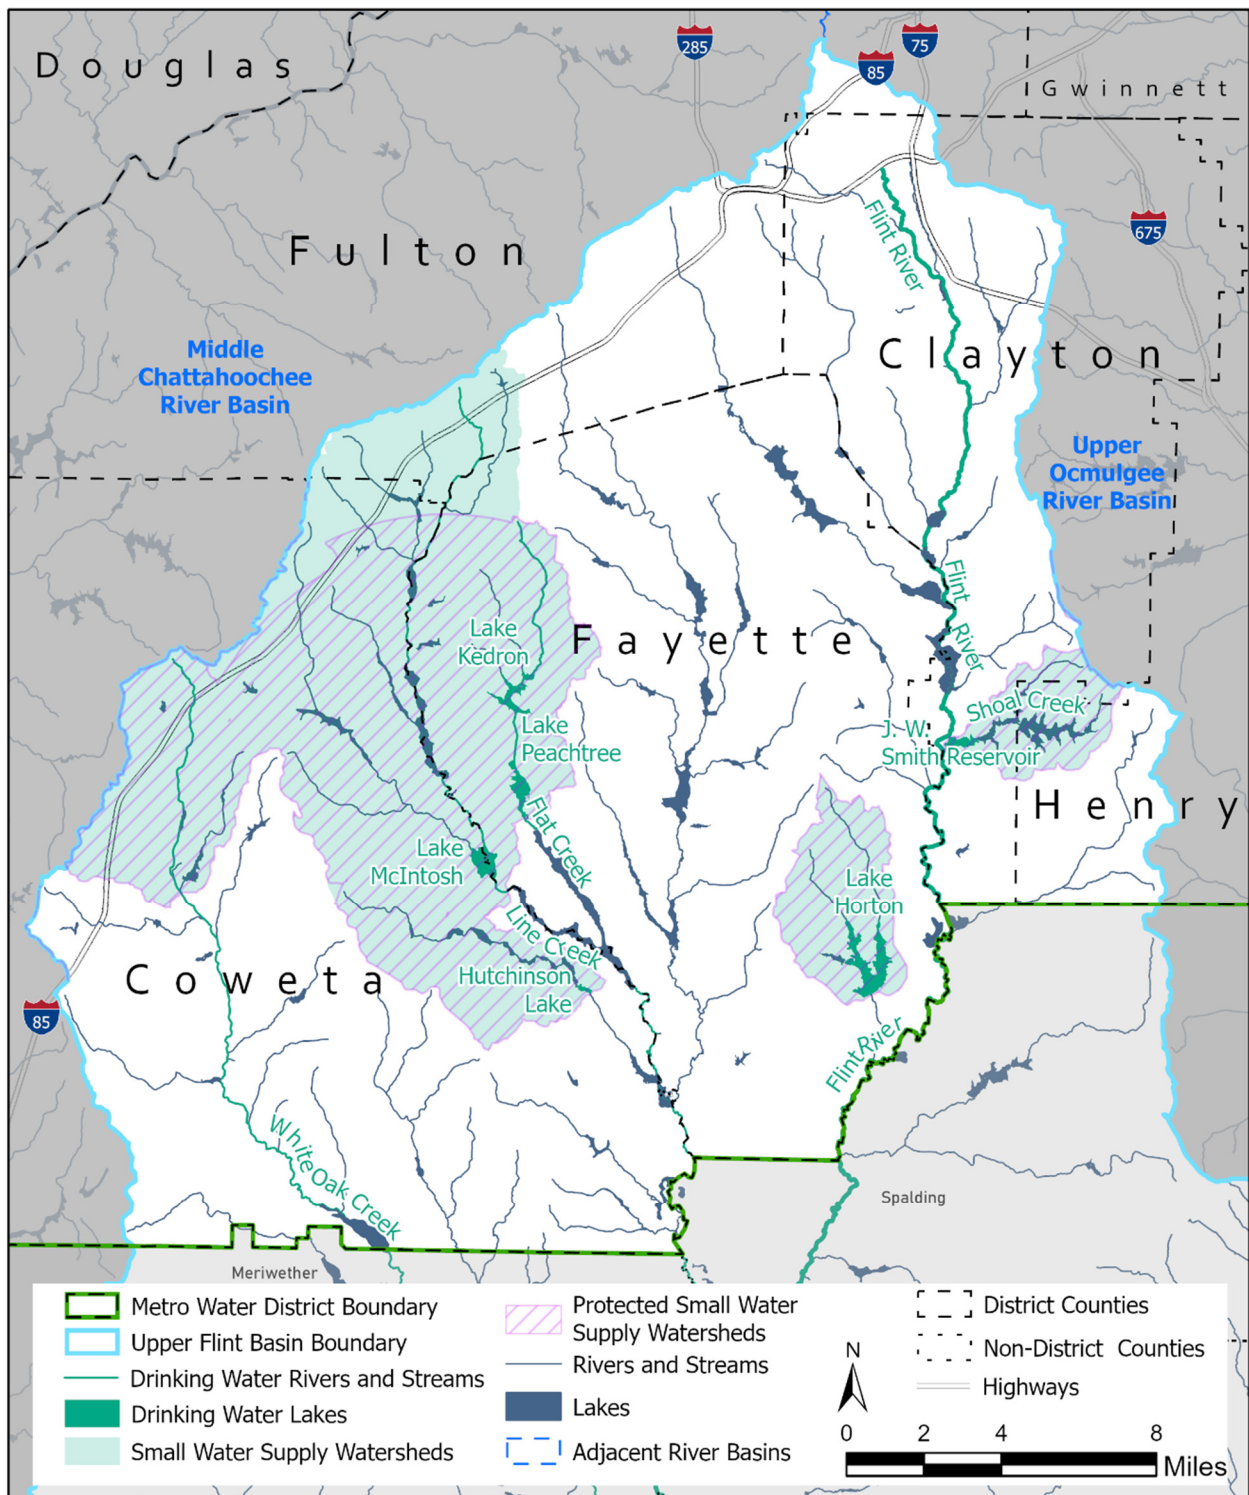 Douglas
285
75
85
Gwinnett
Fulton
Flint River
675
Clayton
Middle
Chattahoochee
River Basin
Upper
Ocmulgee
River Basin
Flint
River
Lake
Kedron
Fayette
Shoal Creek
Lake
Peachtree
J. W.
Smith Reservoir
Flat Creek
Henry
Lake
McIntosh
Lake
Horton
Line Creek
Coweta
Hutchinson
Lake
85
Flint River
White Oak Creek
Spalding
Meriwether
Metro Water District Boundary
Upper Flint Basin Boundary
Drinking Water Rivers and Streams
Drinking Water Lakes
Small Water Supply Watersheds
Protected Small Water
Supply Watersheds
Rivers and Streams
Lakes
Adjacent River Basins
District Counties
Non-District Counties
Highways
N
0 2 4 8
Miles